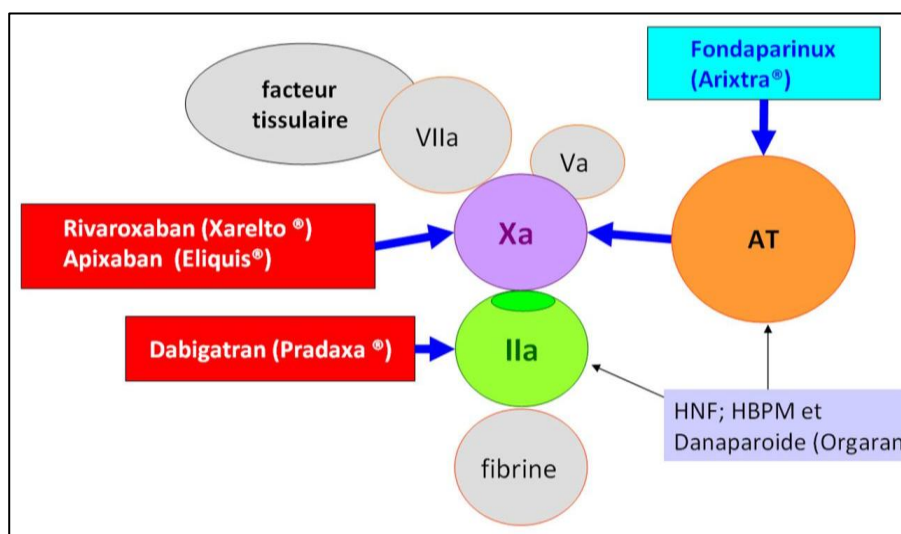 Fondaparinux
(Arixtra®)
facteur
tissulaire
VIIa
Va
Rivaroxaban (Xarelto ®)
Apixaban (Eliquis®)
Xa
AT
Dabigatran (Pradaxa ®)
IIa
HNF; HBPM et
Danaparoide (Orgaran
fibrine